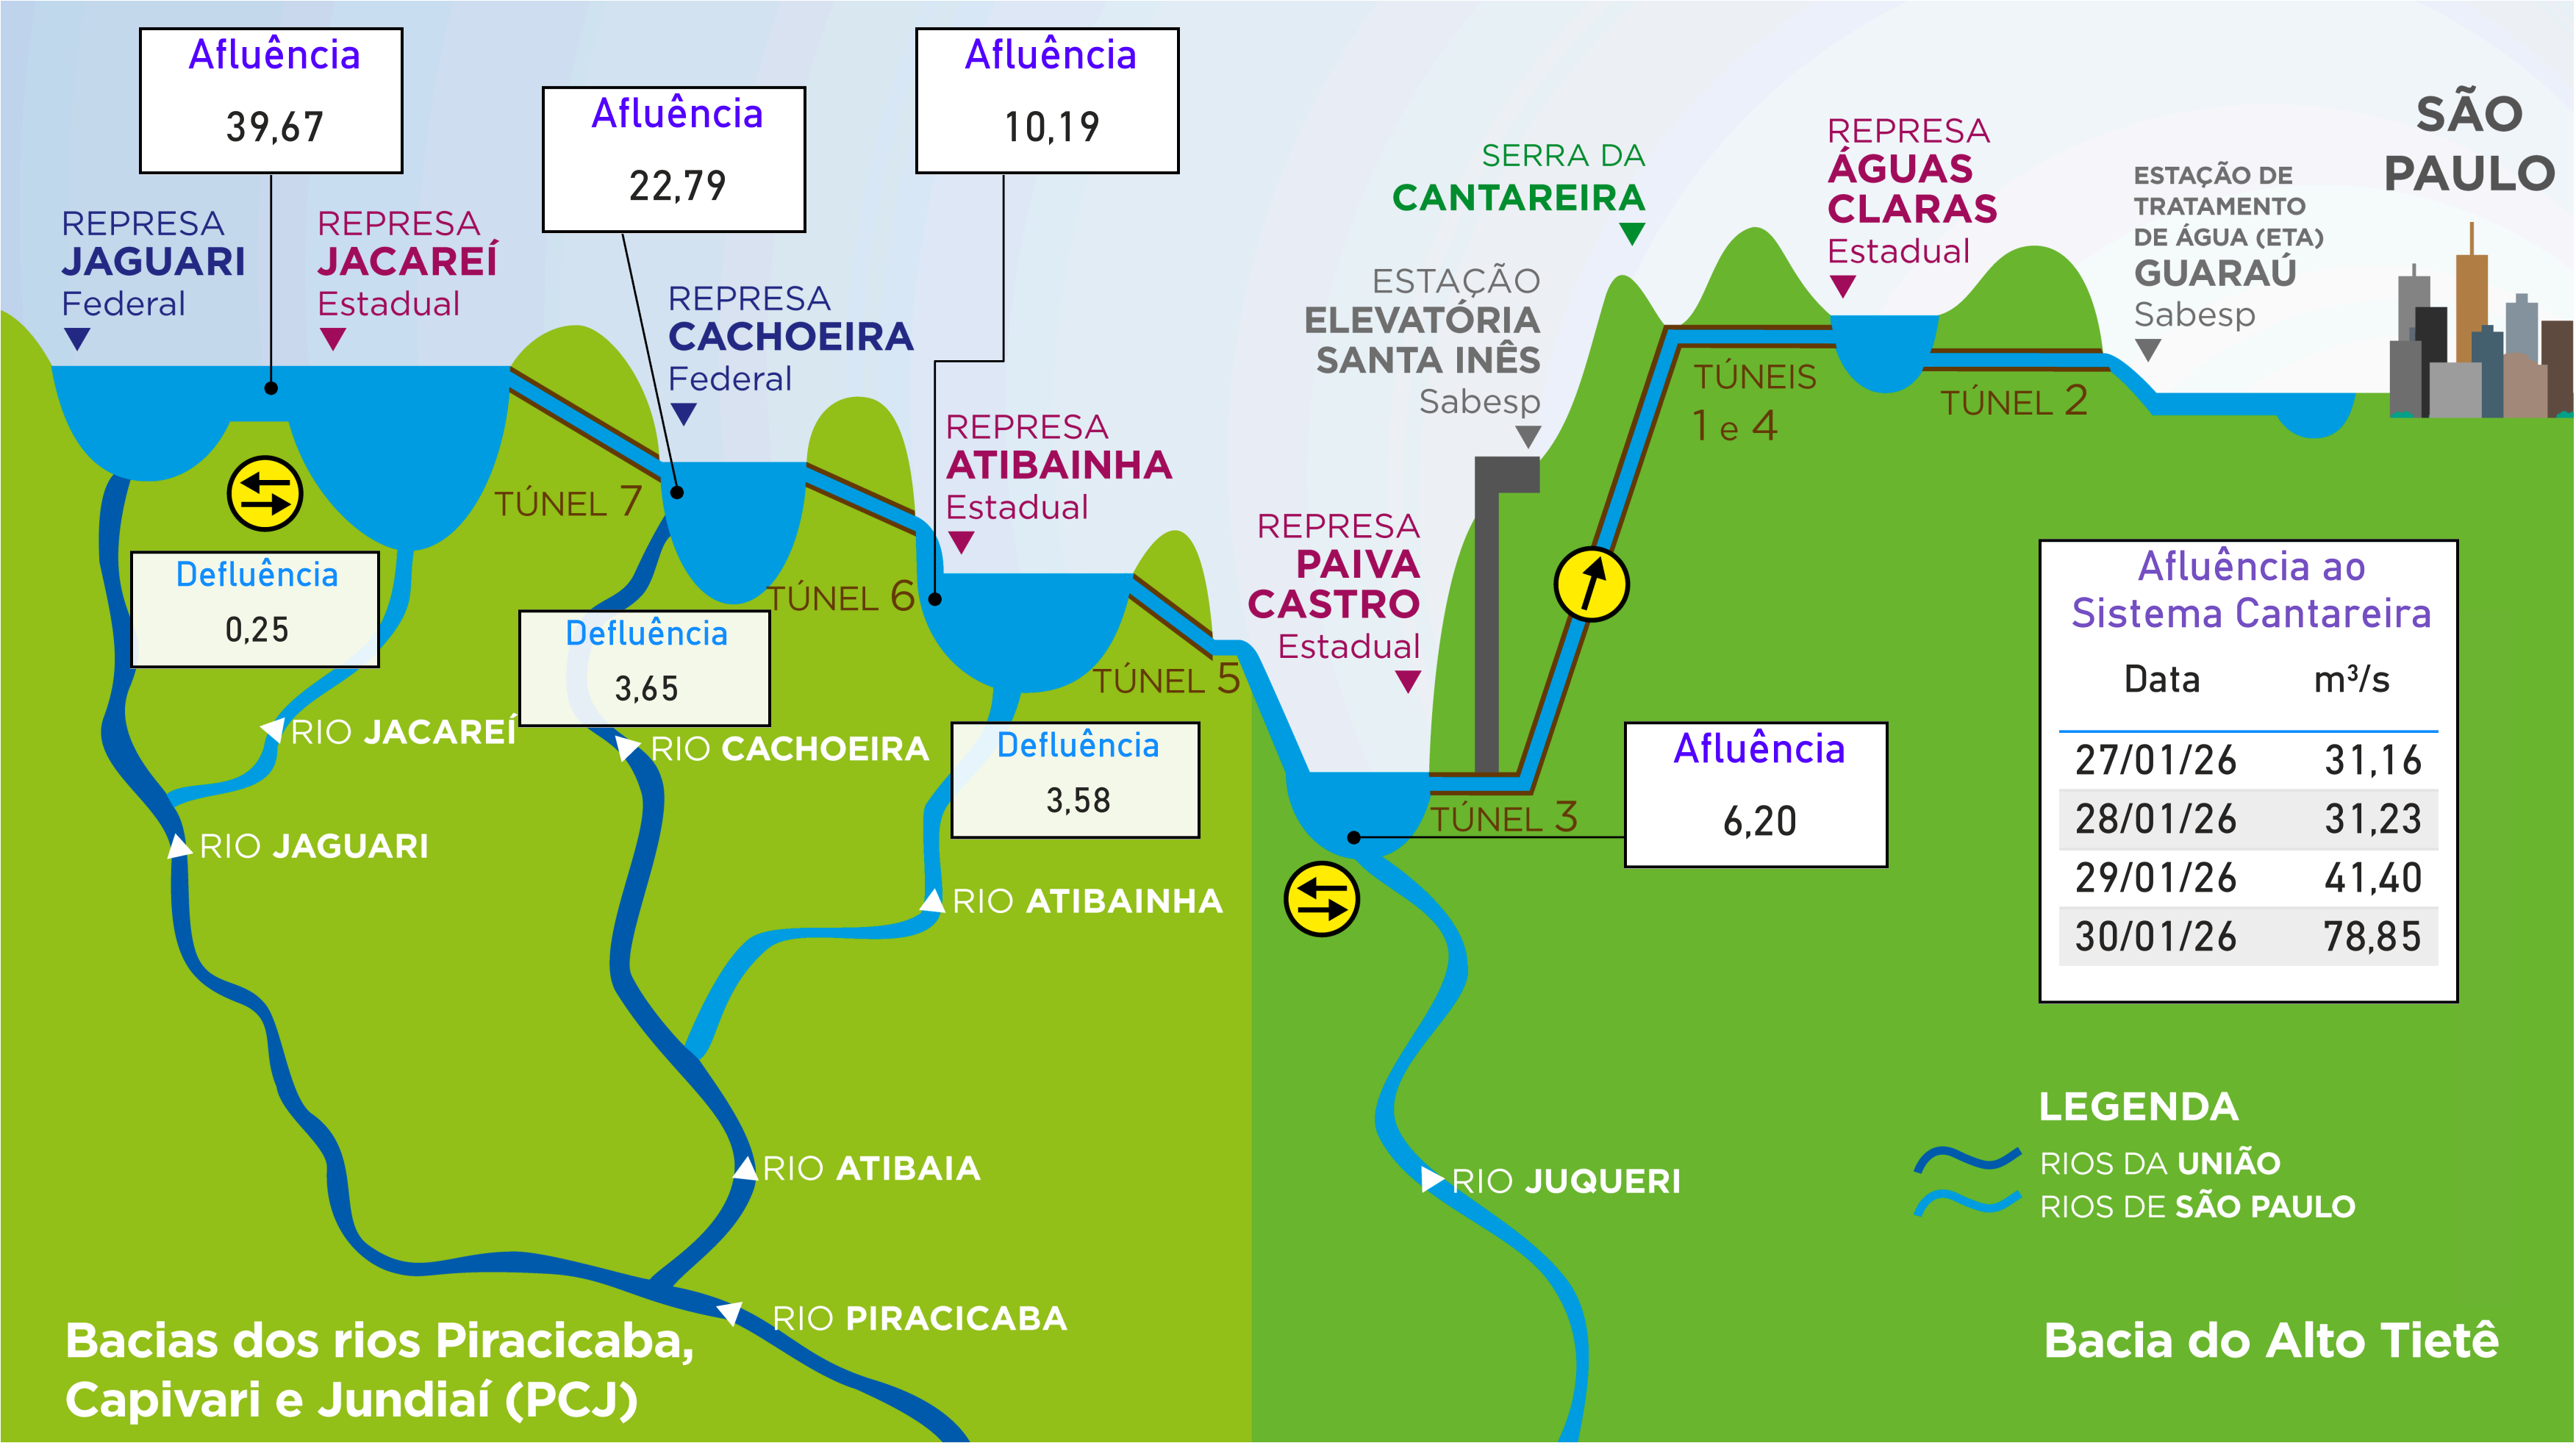 Afluência
39,67
Afluência
22,79
Afluência
10,19
REPRESA
JAGUARI
Federal
REPRESA
JACAREÍ
Estadual
REPRESA
CACHOEIRA
Federal
REPRESA
ATIBAINHA
Estadual
SERRA DA
CANTAREIRA
ESTAÇÃO
ELEVATÓRIA
SANTA INÊS
Sabesp
REPRESA
ÁGUAS
CLARAS
Estadual
ESTAÇÃO DE
TRATAMENTO
DE ÁGUA (ETA)
GUARAÚ
Sabesp
SÃO
PAULO
TÚNEIS
1 e 4
TÚNEL 2
TÚNEL 7
TÚNEL 6
TÚNEL 5
REPRESA
PAIVA
CASTRO
Estadual
TÚNEL 3
Defluência
0,25
Defluência
3,65
Defluência
3,58
Afluência
6,20
RIO JACAREÍ
RIO CACHOEIRA
RIO JAGUARI
RIO ATIBAINHA
RIO ATIBAIA
RIO JUQUERI
RIO PIRACICABA
Afluência ao
Sistema Cantareira
Data m³/s
27/01/26 31,16
28/01/26 31,23
29/01/26 41,40
30/01/26 78,85
LEGENDA
RIOS DA UNIÃO
RIOS DE SÃO PAULO
Bacias dos rios Piracicaba,
Capivari e Jundiaí (PCJ)
Bacia do Alto Tietê